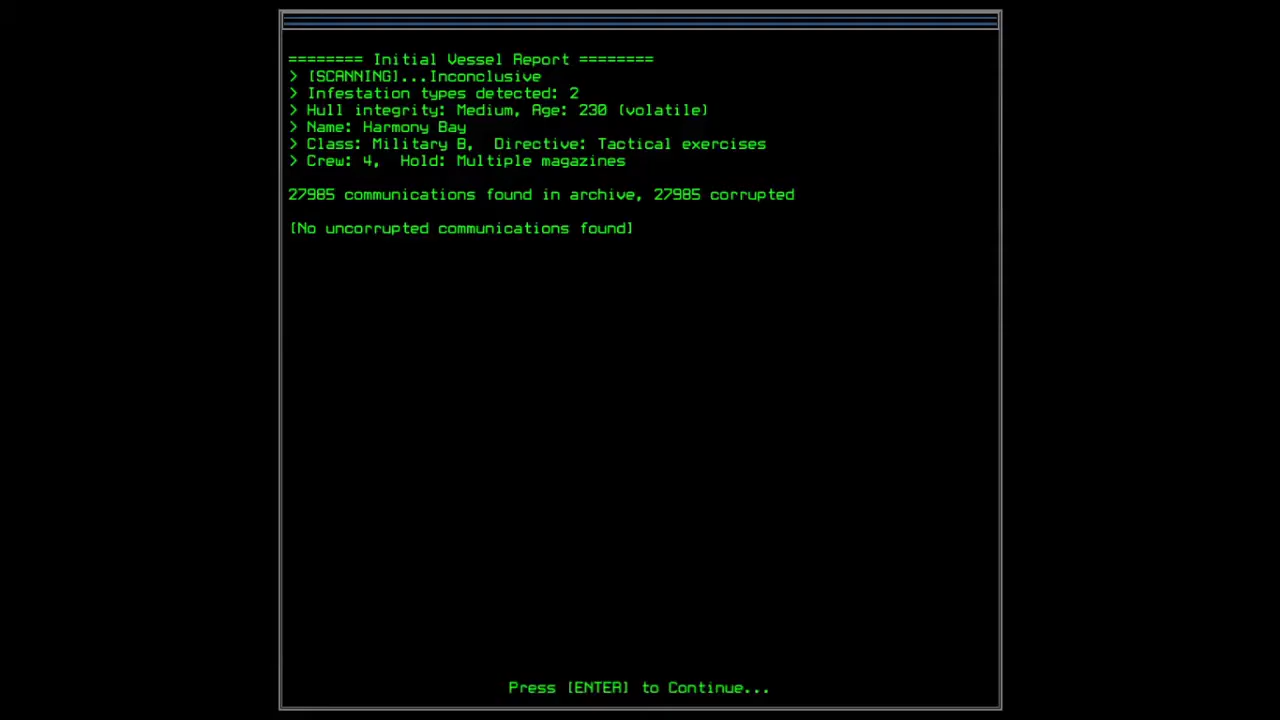 ======== Initial Vessel Report ========
> [SCANNING]...Inconclusive
> Infestation types detected: 2
> Hull integrity: Medium, Age: 230 (volatile)
> Name: Harmony Bay
> Class: Military B,  Directive: Tactical exercises
> Crew: 4,  Hold: Multiple magazines
27985 communications found in archive, 27985 corrupted
[No uncorrupted communications found]
Press [ENTER] to Continue...